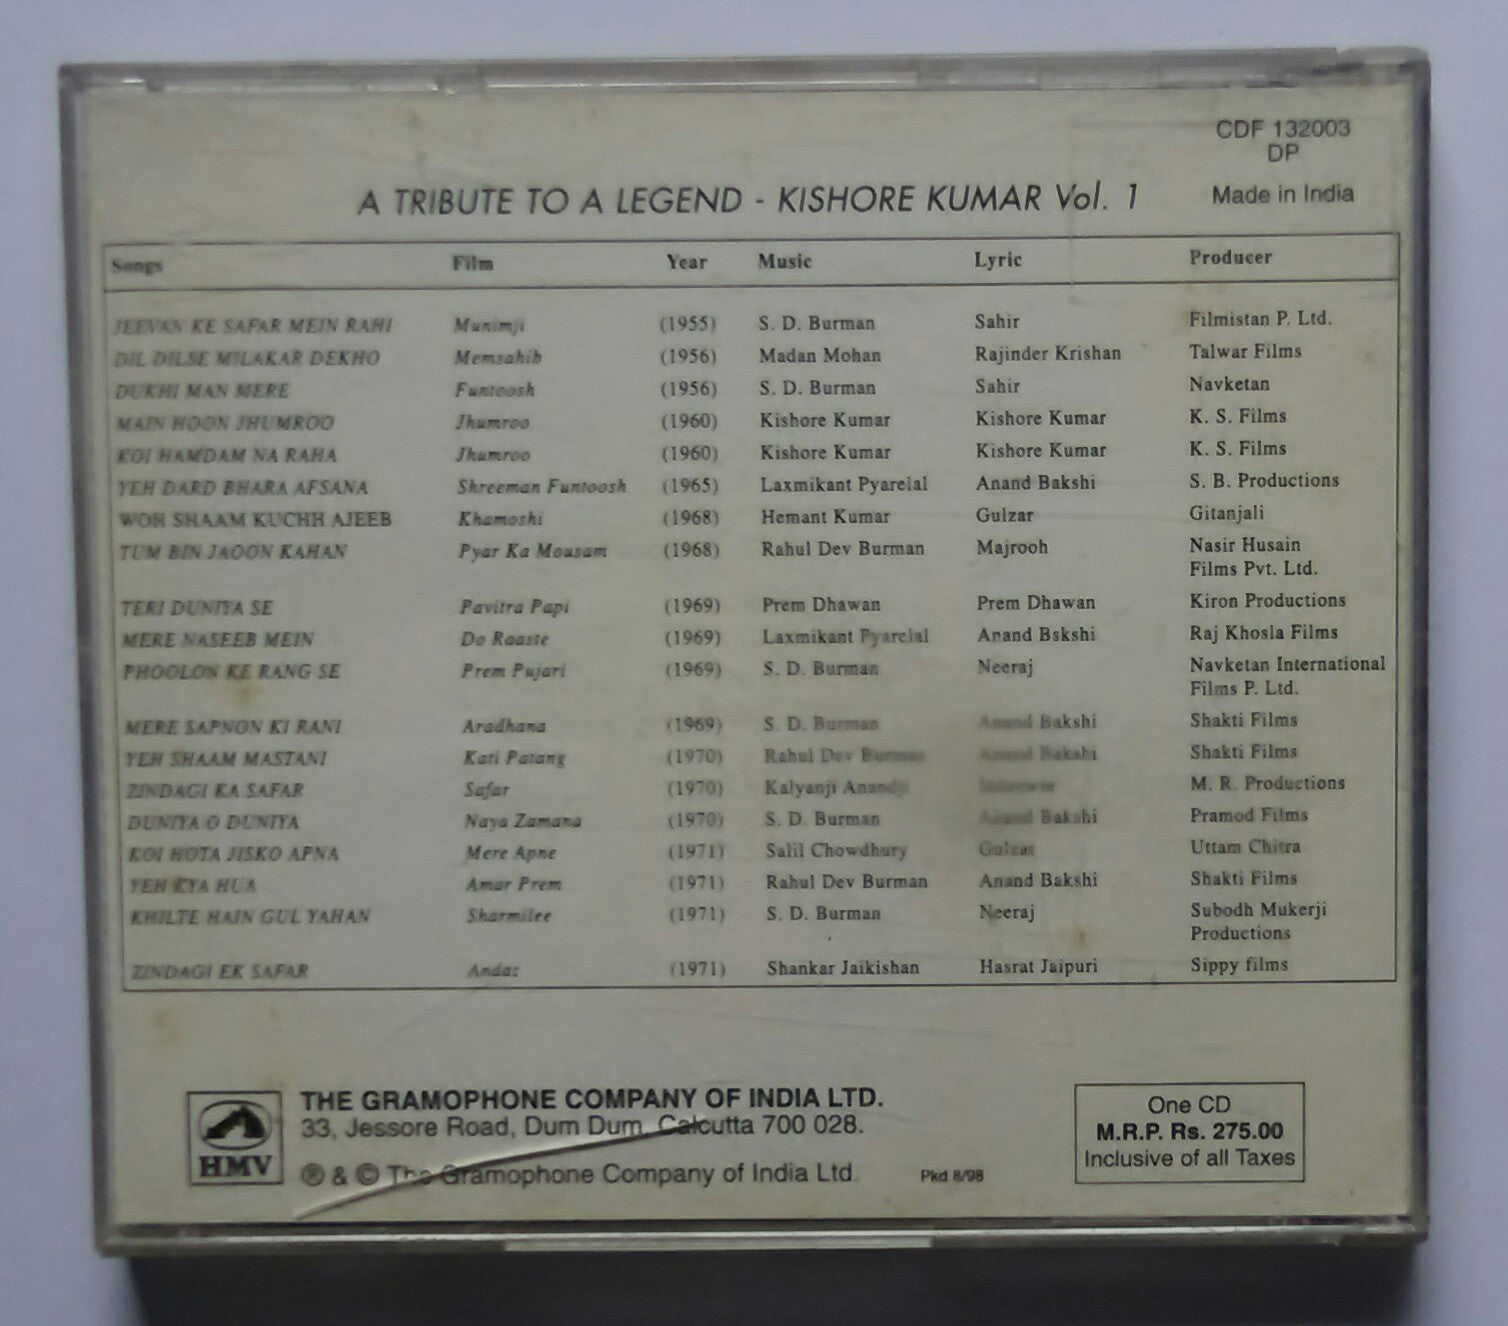 CDF 132003
DP
A TRIBUTE TO A LEGEND - KISHORE KUMAR Vol. 1
Made in India
Songs Film Year Music Lyric Producer
JEEVAN KE SAFAR MEIN RAHI Munimji (1955) S. D. Burman Sahir Filmistan P. Ltd.
DIL DILSE MILAKAR DEKHO Memsahib (1956) Madan Mohan Rajinder Krishan Talwar Films
DUKHI MAN MERE Funtoosh (1956) S. D. Burman Sahir Navketan
MAIN HOON JHUMROO Jhumroo (1960) Kishore Kumar Kishore Kumar K. S. Films
KOI HAMDAM NA RAHA Jhumroo (1960) Kishore Kumar Kishore Kumar K. S. Films
YEH DARD BHARA AFSANA Shreeman Funtoosh (1965) Laxmikant Pyarelal Anand Bakshi S. B. Productions
WOH SHAAM KUCHH AJEEB Khamoshi (1968) Hemant Kumar Gulzar Gitanjali
TUM BIN JAOON KAHAN Pyar Ka Mousam (1968) Rahul Dev Burman Majrooh Nasir Husain
Films Pvt. Ltd.
TERI DUNIYA SE Pavitra Papi (1969) Prem Dhawan Prem Dhawan Kiron Productions
MERE NASEEB MEIN Do Raaste (1969) Laxmikant Pyarelal Anand Bskshi Raj Khosla Films
PHOOLON KE RANG SE Prem Pujari (1969) S. D. Burman Neeraj Navketan International
Films P. Ltd.
MERE SAPNON KI RANI Aradhana (1969) S. D. Burman Anand Bakshi Shakti Films
YEH SHAAM MASTANI Kati Patang (1970) Rahul Dev Burman Anand Bakshi Shakti Films
ZINDAGI KA SAFAR Safar (1970) Kalyanji Anandji M. R. Productions
DUNIYA O DUNIYA Naya Zamana (1970) S. D. Burman Anand Bakshi Pramod Films
KOI HOTA JISKO APNA Mere Apne (1971) Salil Chowdhury Gulzar Uttam Chitra
YEH KYA HUA Amar Prem (1971) Rahul Dev Burman Anand Bakshi Shakti Films
KHILTE HAIN GUL YAHAN Sharmilee (1971) S. D. Burman Neeraj Subodh Mukerji
Productions
ZINDAGI EK SAFAR Andaz (1971) Shankar Jaikishan Hasrat Jaipuri Sippy films
HMV
THE GRAMOPHONE COMPANY OF INDIA LTD.
33, Jessore Road, Dum Dum, Calcutta 700 028.
℗ & © The Gramophone Company of India Ltd. Pkd 8/98
One CD
M.R.P. Rs. 275.00
Inclusive of all Taxes